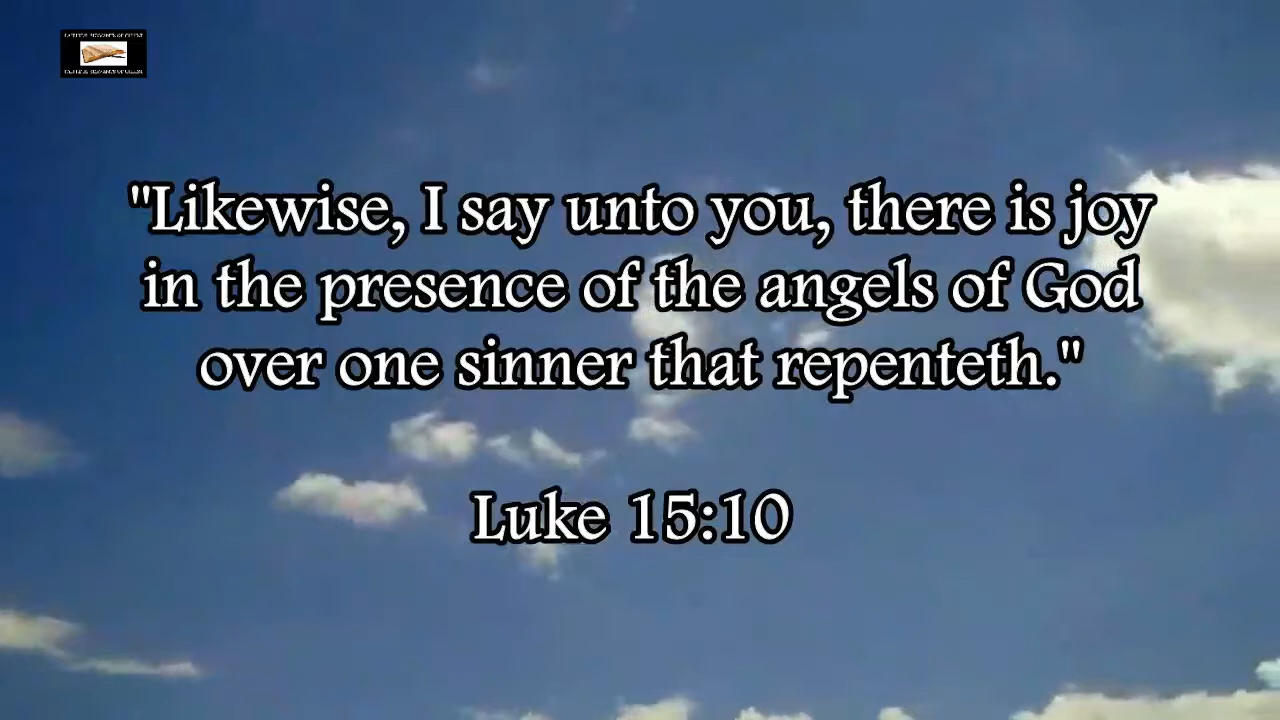 "Likewise, I say unto you, there is joy
in the presence of the angels of God
over one sinner that repenteth."
Luke 15:10